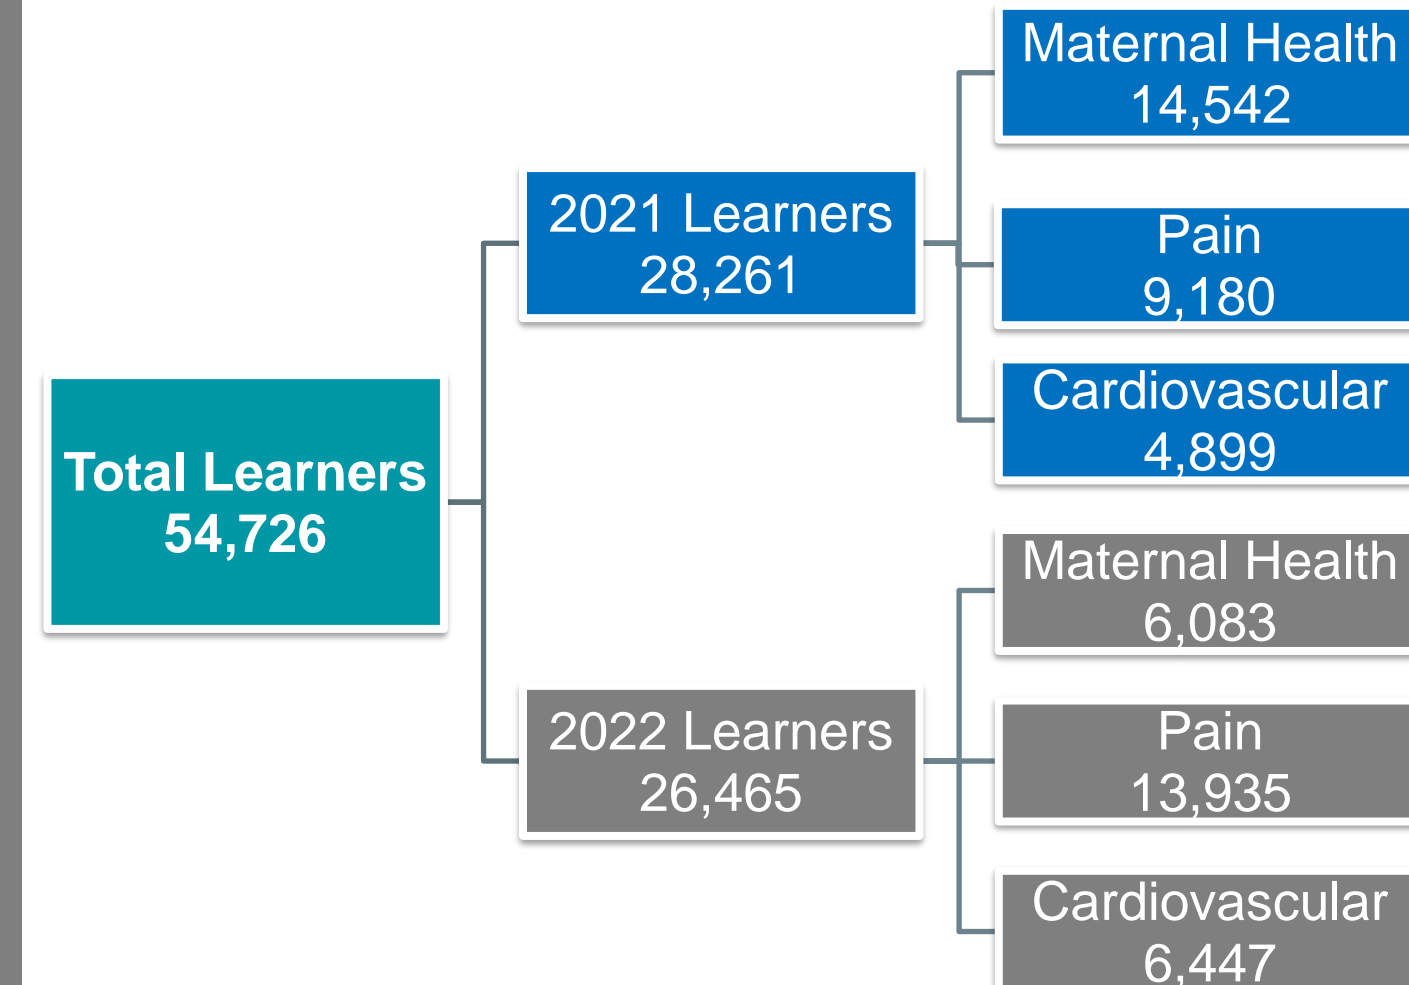 Total Learners
54,726
2021 Learners
28,261
Maternal Health
14,542
Pain
9,180
Cardiovascular
4,899
2022 Learners
26,465
Maternal Health
6,083
Pain
13,935
Cardiovascular
6,447